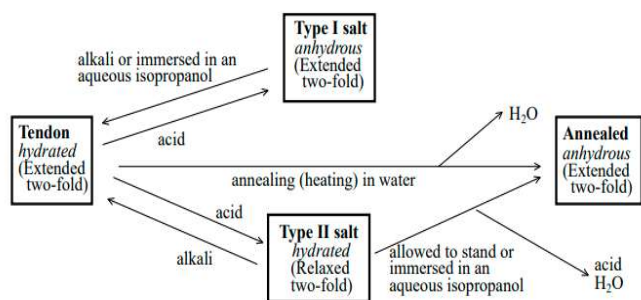 Type I salt
anhydrous
(Extended
two-fold)
alkali or immersed in an
aqueous isopropanol
acid
Tendon
hydrated
(Extended
two-fold)
H₂O
annealing (heating) in water
Annealed
anhydrous
(Extended
two-fold)
acid
alkali
Type II salt
hydrated
(Relaxed
two-fold)
allowed to stand or
immersed in an
aqueous isopropanol
acid
H₂O